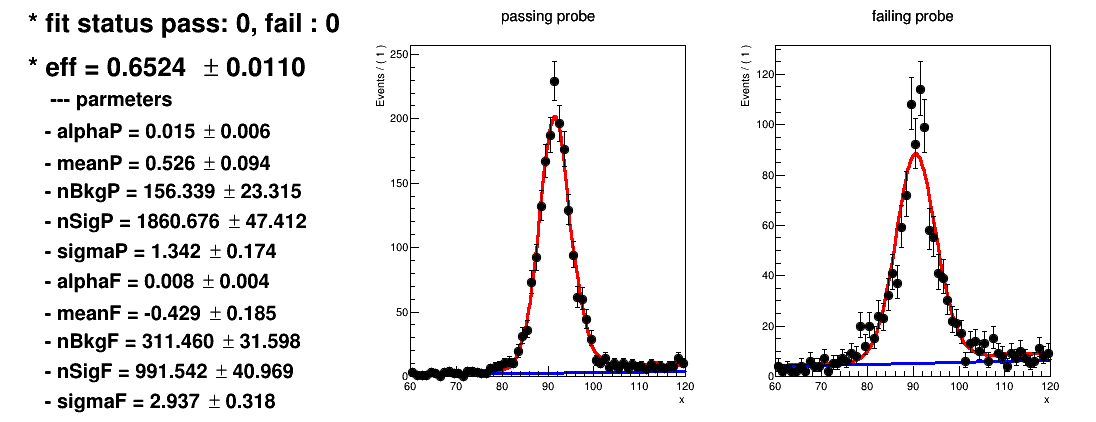 * fit status pass: 0, fail : 0
* eff = 0.6524 ± 0.0110
--- parmeters
- alphaP = 0.015 ± 0.006
- meanP = 0.526 ± 0.094
- nBkgP = 156.339 ± 23.315
- nSigP = 1860.676 ± 47.412
- sigmaP = 1.342 ± 0.174
- alphaF = 0.008 ± 0.004
- meanF = -0.429 ± 0.185
- nBkgF = 311.460 ± 31.598
- nSigF = 991.542 ± 40.969
- sigmaF = 2.937 ± 0.318
passing probe
Events / ( 1 )
250
200
150
100
50
0
60 70 80 90 100 110 120
x
failing probe
Events / ( 1 )
120
100
80
60
40
20
0
60 70 80 90 100 110 120
x